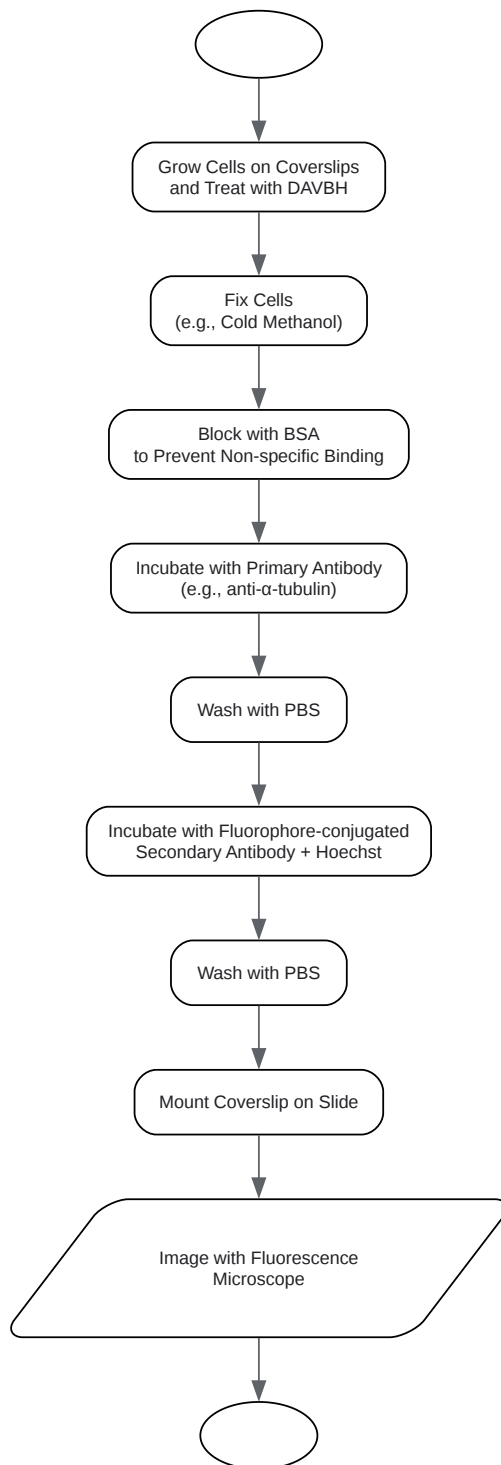 Grow Cells on Coverslips
and Treat with DAVBH
Fix Cells
(e.g., Cold Methanol)
Block with BSA
to Prevent Non-specific Binding
Incubate with Primary Antibody
(e.g., anti-α-tubulin)
Wash with PBS
Incubate with Fluorophore-conjugated
Secondary Antibody + Hoechst
Wash with PBS
Mount Coverslip on Slide
Image with Fluorescence
Microscope